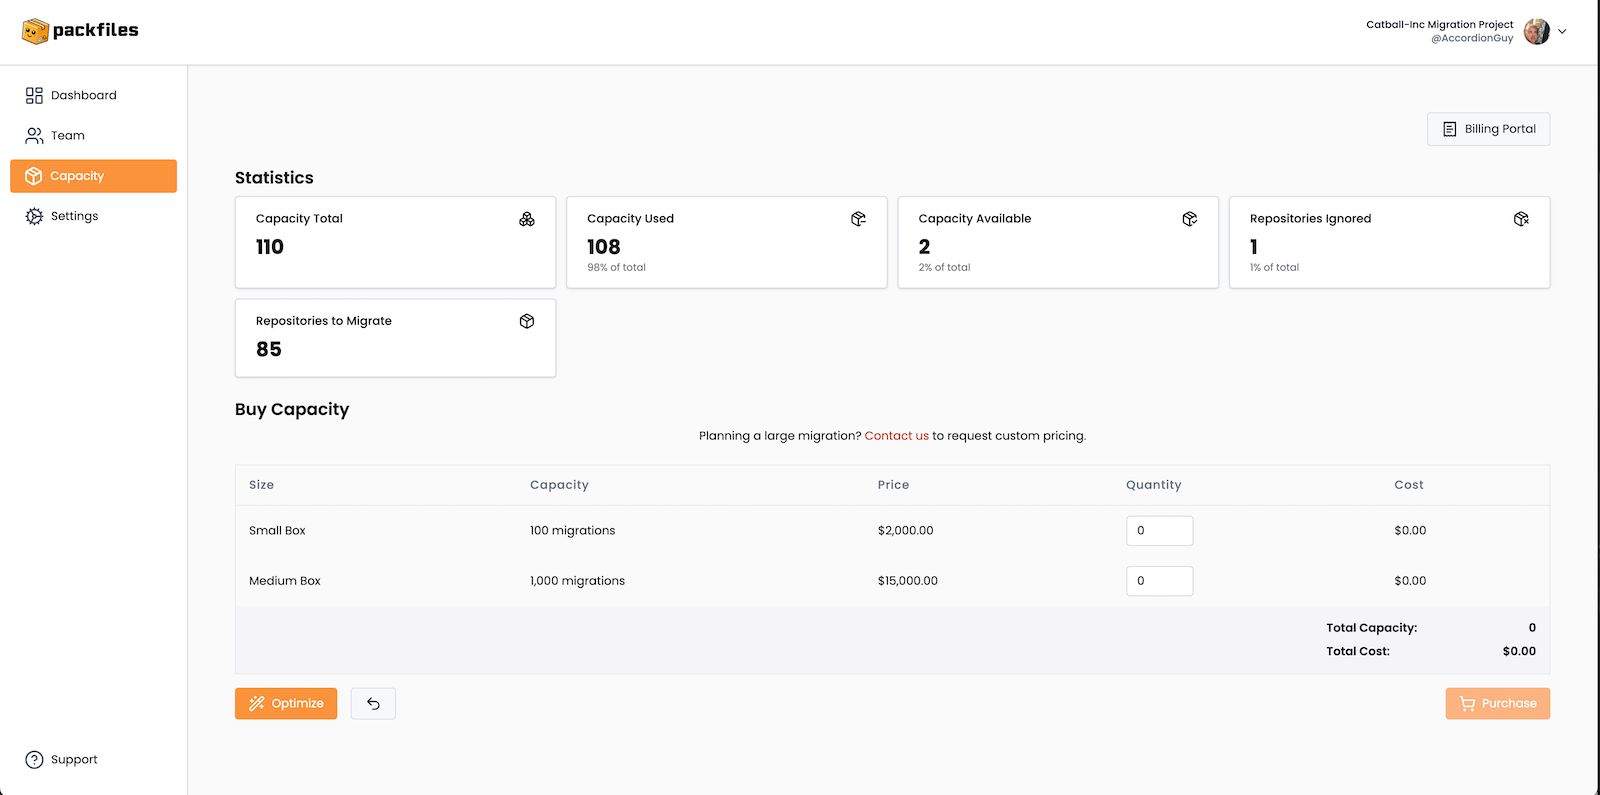 packfiles
Catball-Inc Migration Project
@AccordionGuy
Dashboard
Team
Capacity
Settings
Support
Billing Portal
Statistics
Capacity Total
110
Capacity Used
108
98% of total
Capacity Available
2
2% of total
Repositories Ignored
1
1% of total
Repositories to Migrate
85
Buy Capacity
Planning a large migration? Contact us to request custom pricing.
Size Capacity Price Quantity Cost
Small Box 100 migrations $2,000.00 0 $0.00
Medium Box 1,000 migrations $15,000.00 0 $0.00
Total Capacity: 0
Total Cost: $0.00
Optimize
Purchase